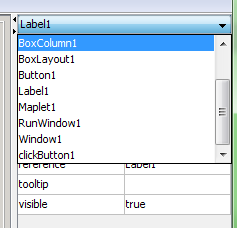 Label1
BoxColumn1
BoxLayout1
Button1
Label1
Maplet1
RunWindow1
Window1
clickButton1
reference Label1
tooltip
visible true